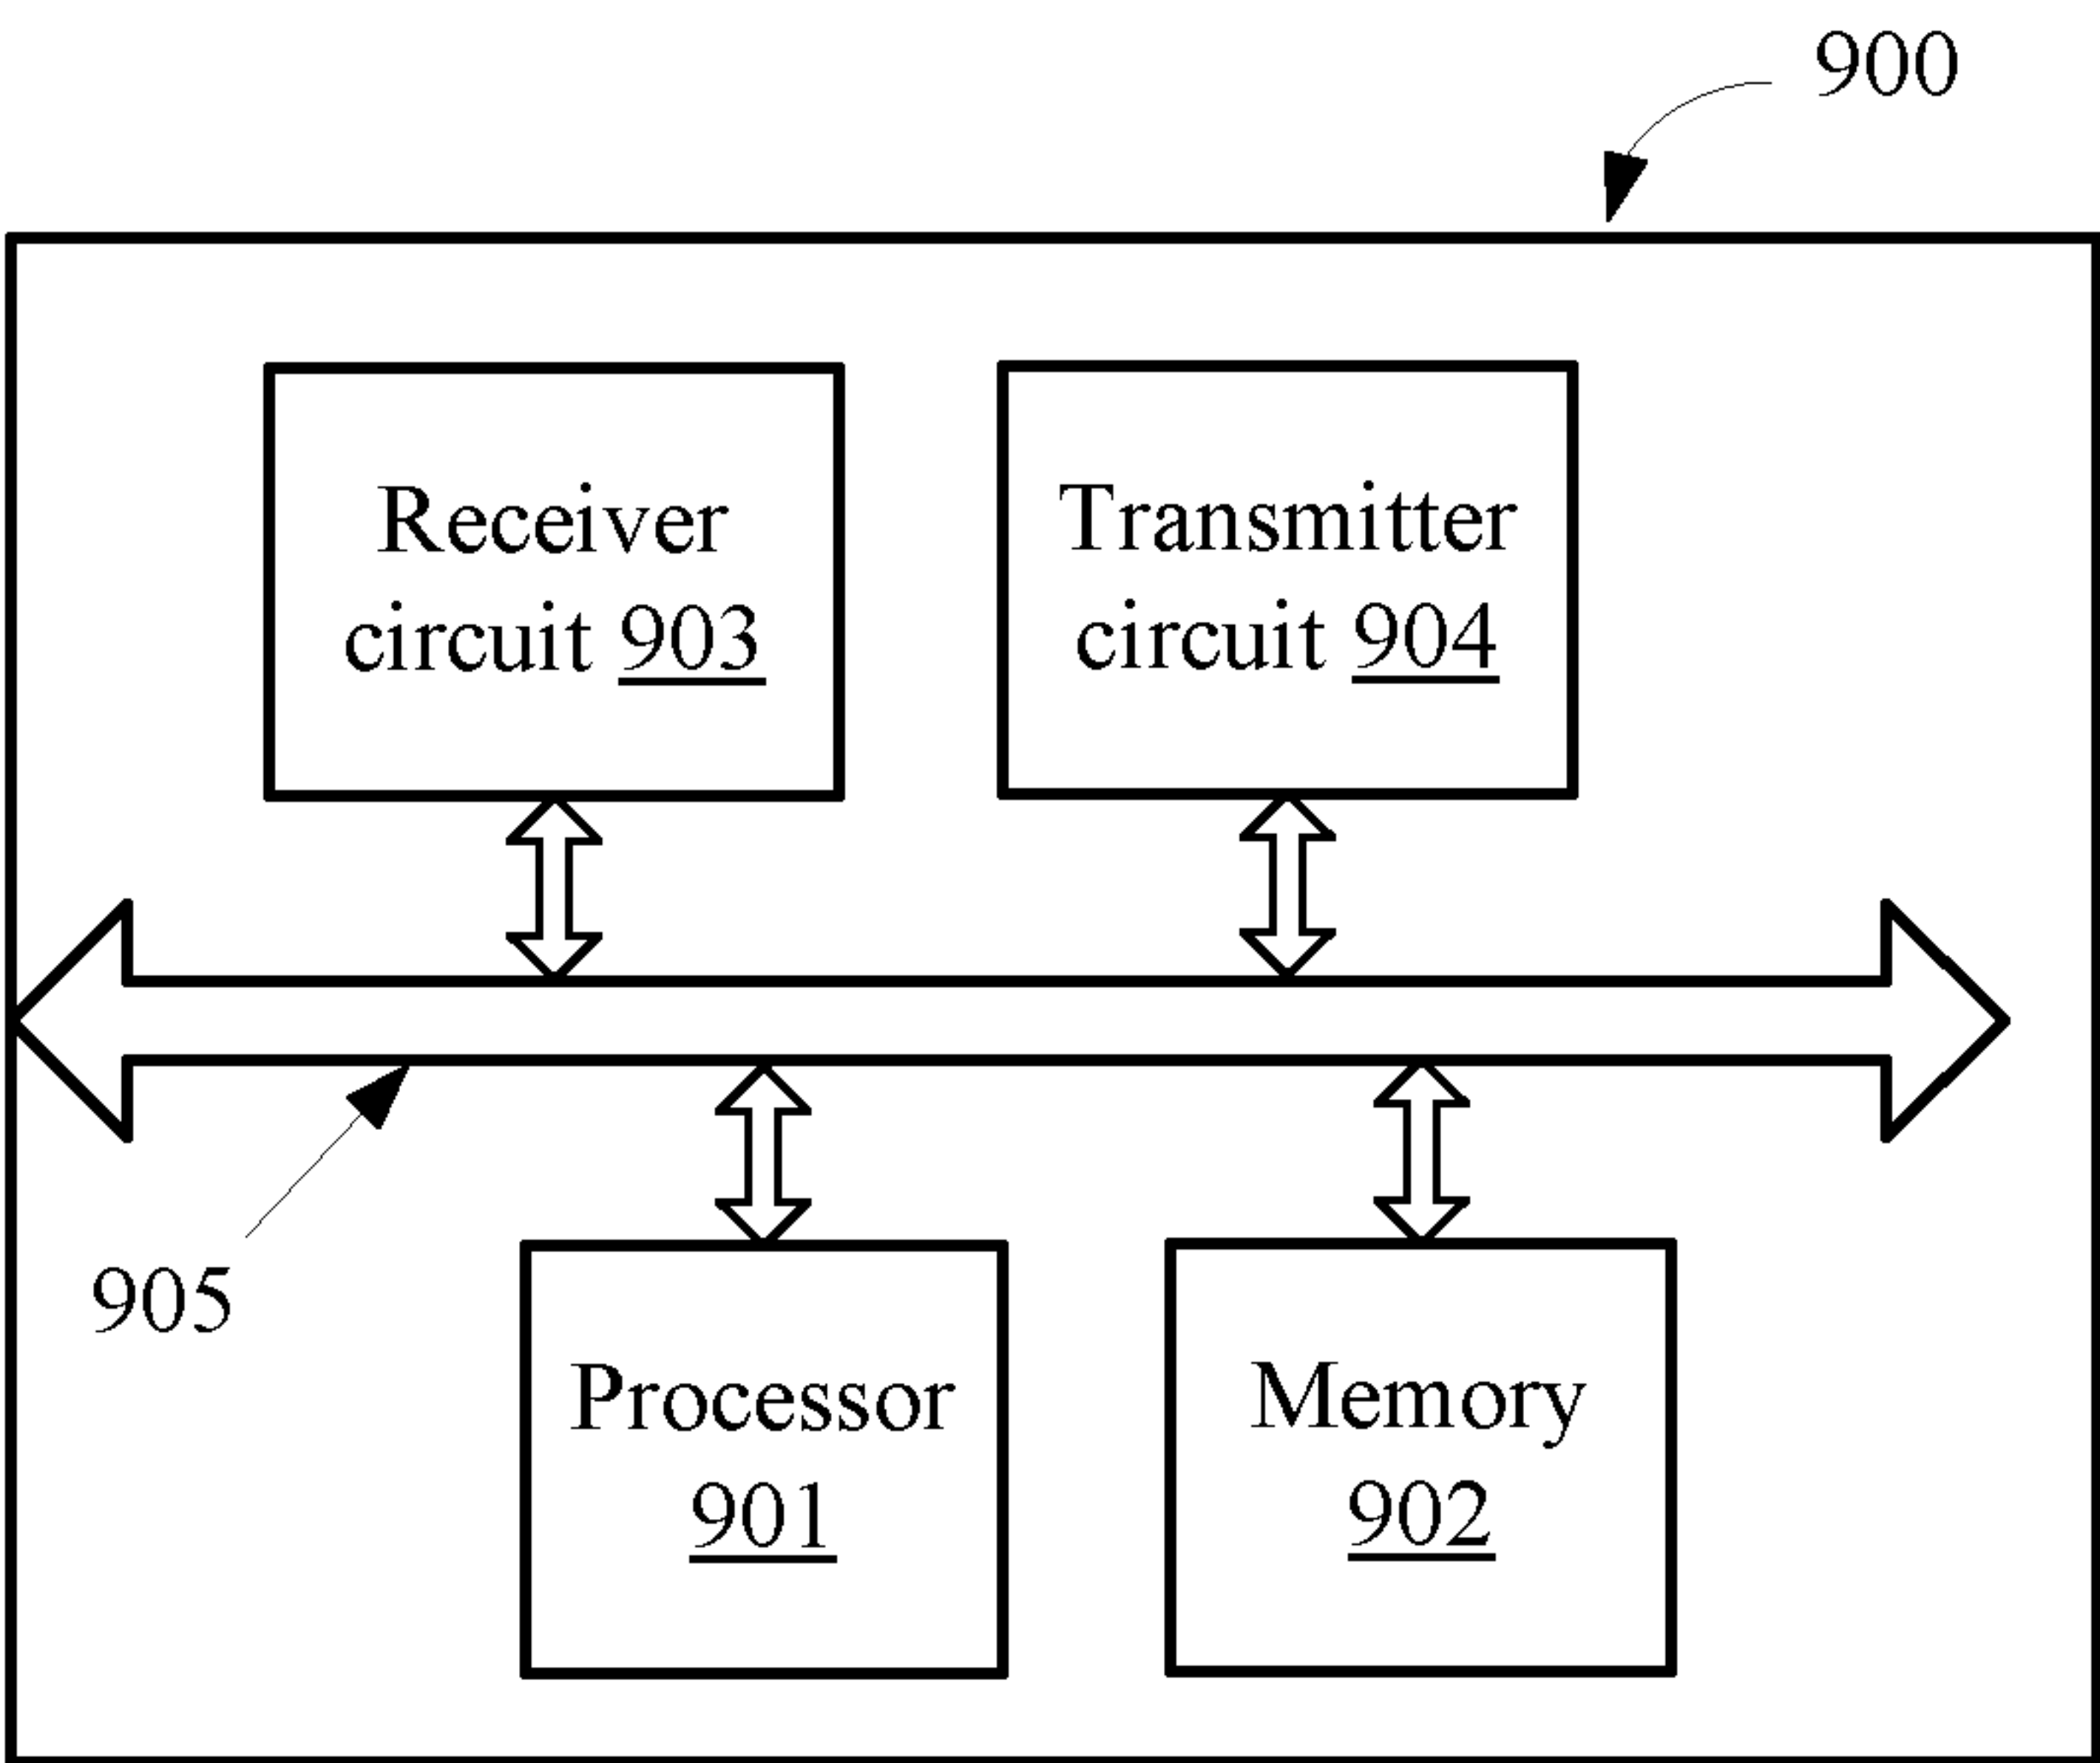 900
Receiver
circuit 903
Transmitter
circuit 904
905
Processor
901
Memory
902